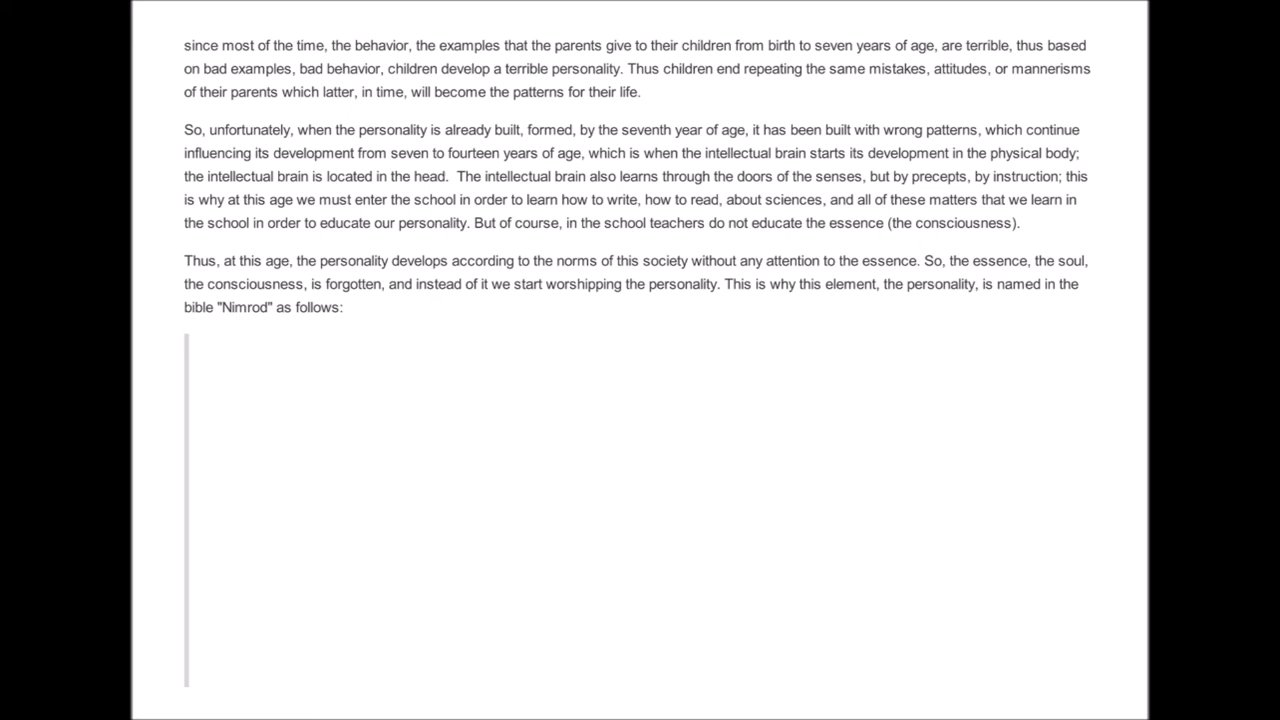 since most of the time, the behavior, the examples that the parents give to their children from birth to seven years of age, are terrible, thus based
on bad examples, bad behavior, children develop a terrible personality. Thus children end repeating the same mistakes, attitudes, or mannerisms
of their parents which latter, in time, will become the patterns for their life.
So, unfortunately, when the personality is already built, formed, by the seventh year of age, it has been built with wrong patterns, which continue
influencing its development from seven to fourteen years of age, which is when the intellectual brain starts its development in the physical body;
the intellectual brain is located in the head.  The intellectual brain also learns through the doors of the senses, but by precepts, by instruction; this
is why at this age we must enter the school in order to learn how to write, how to read, about sciences, and all of these matters that we learn in
the school in order to educate our personality. But of course, in the school teachers do not educate the essence (the consciousness).
Thus, at this age, the personality develops according to the norms of this society without any attention to the essence. So, the essence, the soul,
the consciousness, is forgotten, and instead of it we start worshipping the personality. This is why this element, the personality, is named in the
bible "Nimrod" as follows: